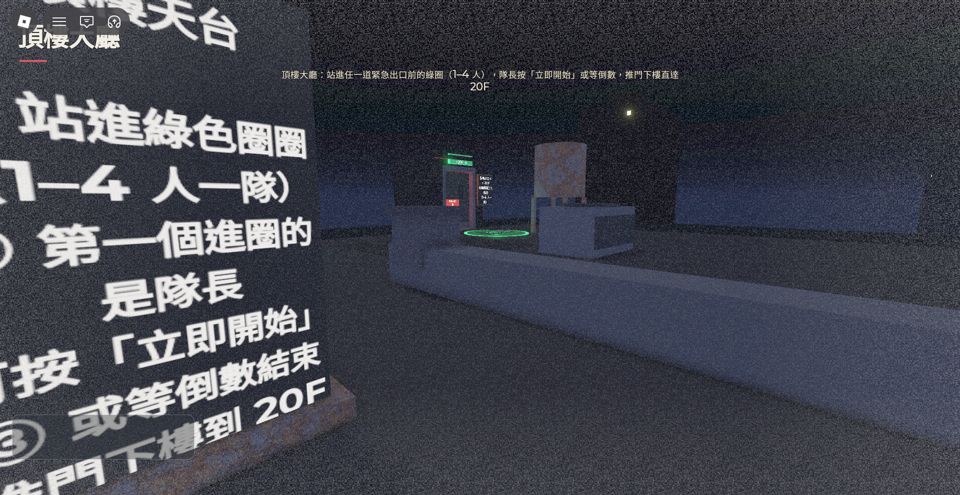 頂樓大廳
頂樓大廳：站進任一道緊急出口前的綠圈（1–4 人），隊長按「立即開始」或等倒數，推門下樓直達
20F
天台
站進綠色圈圈
1–4 人一隊）
第一個進圈的
是隊長
按「立即開始」
③ 或等倒數結束
門下樓到 20F